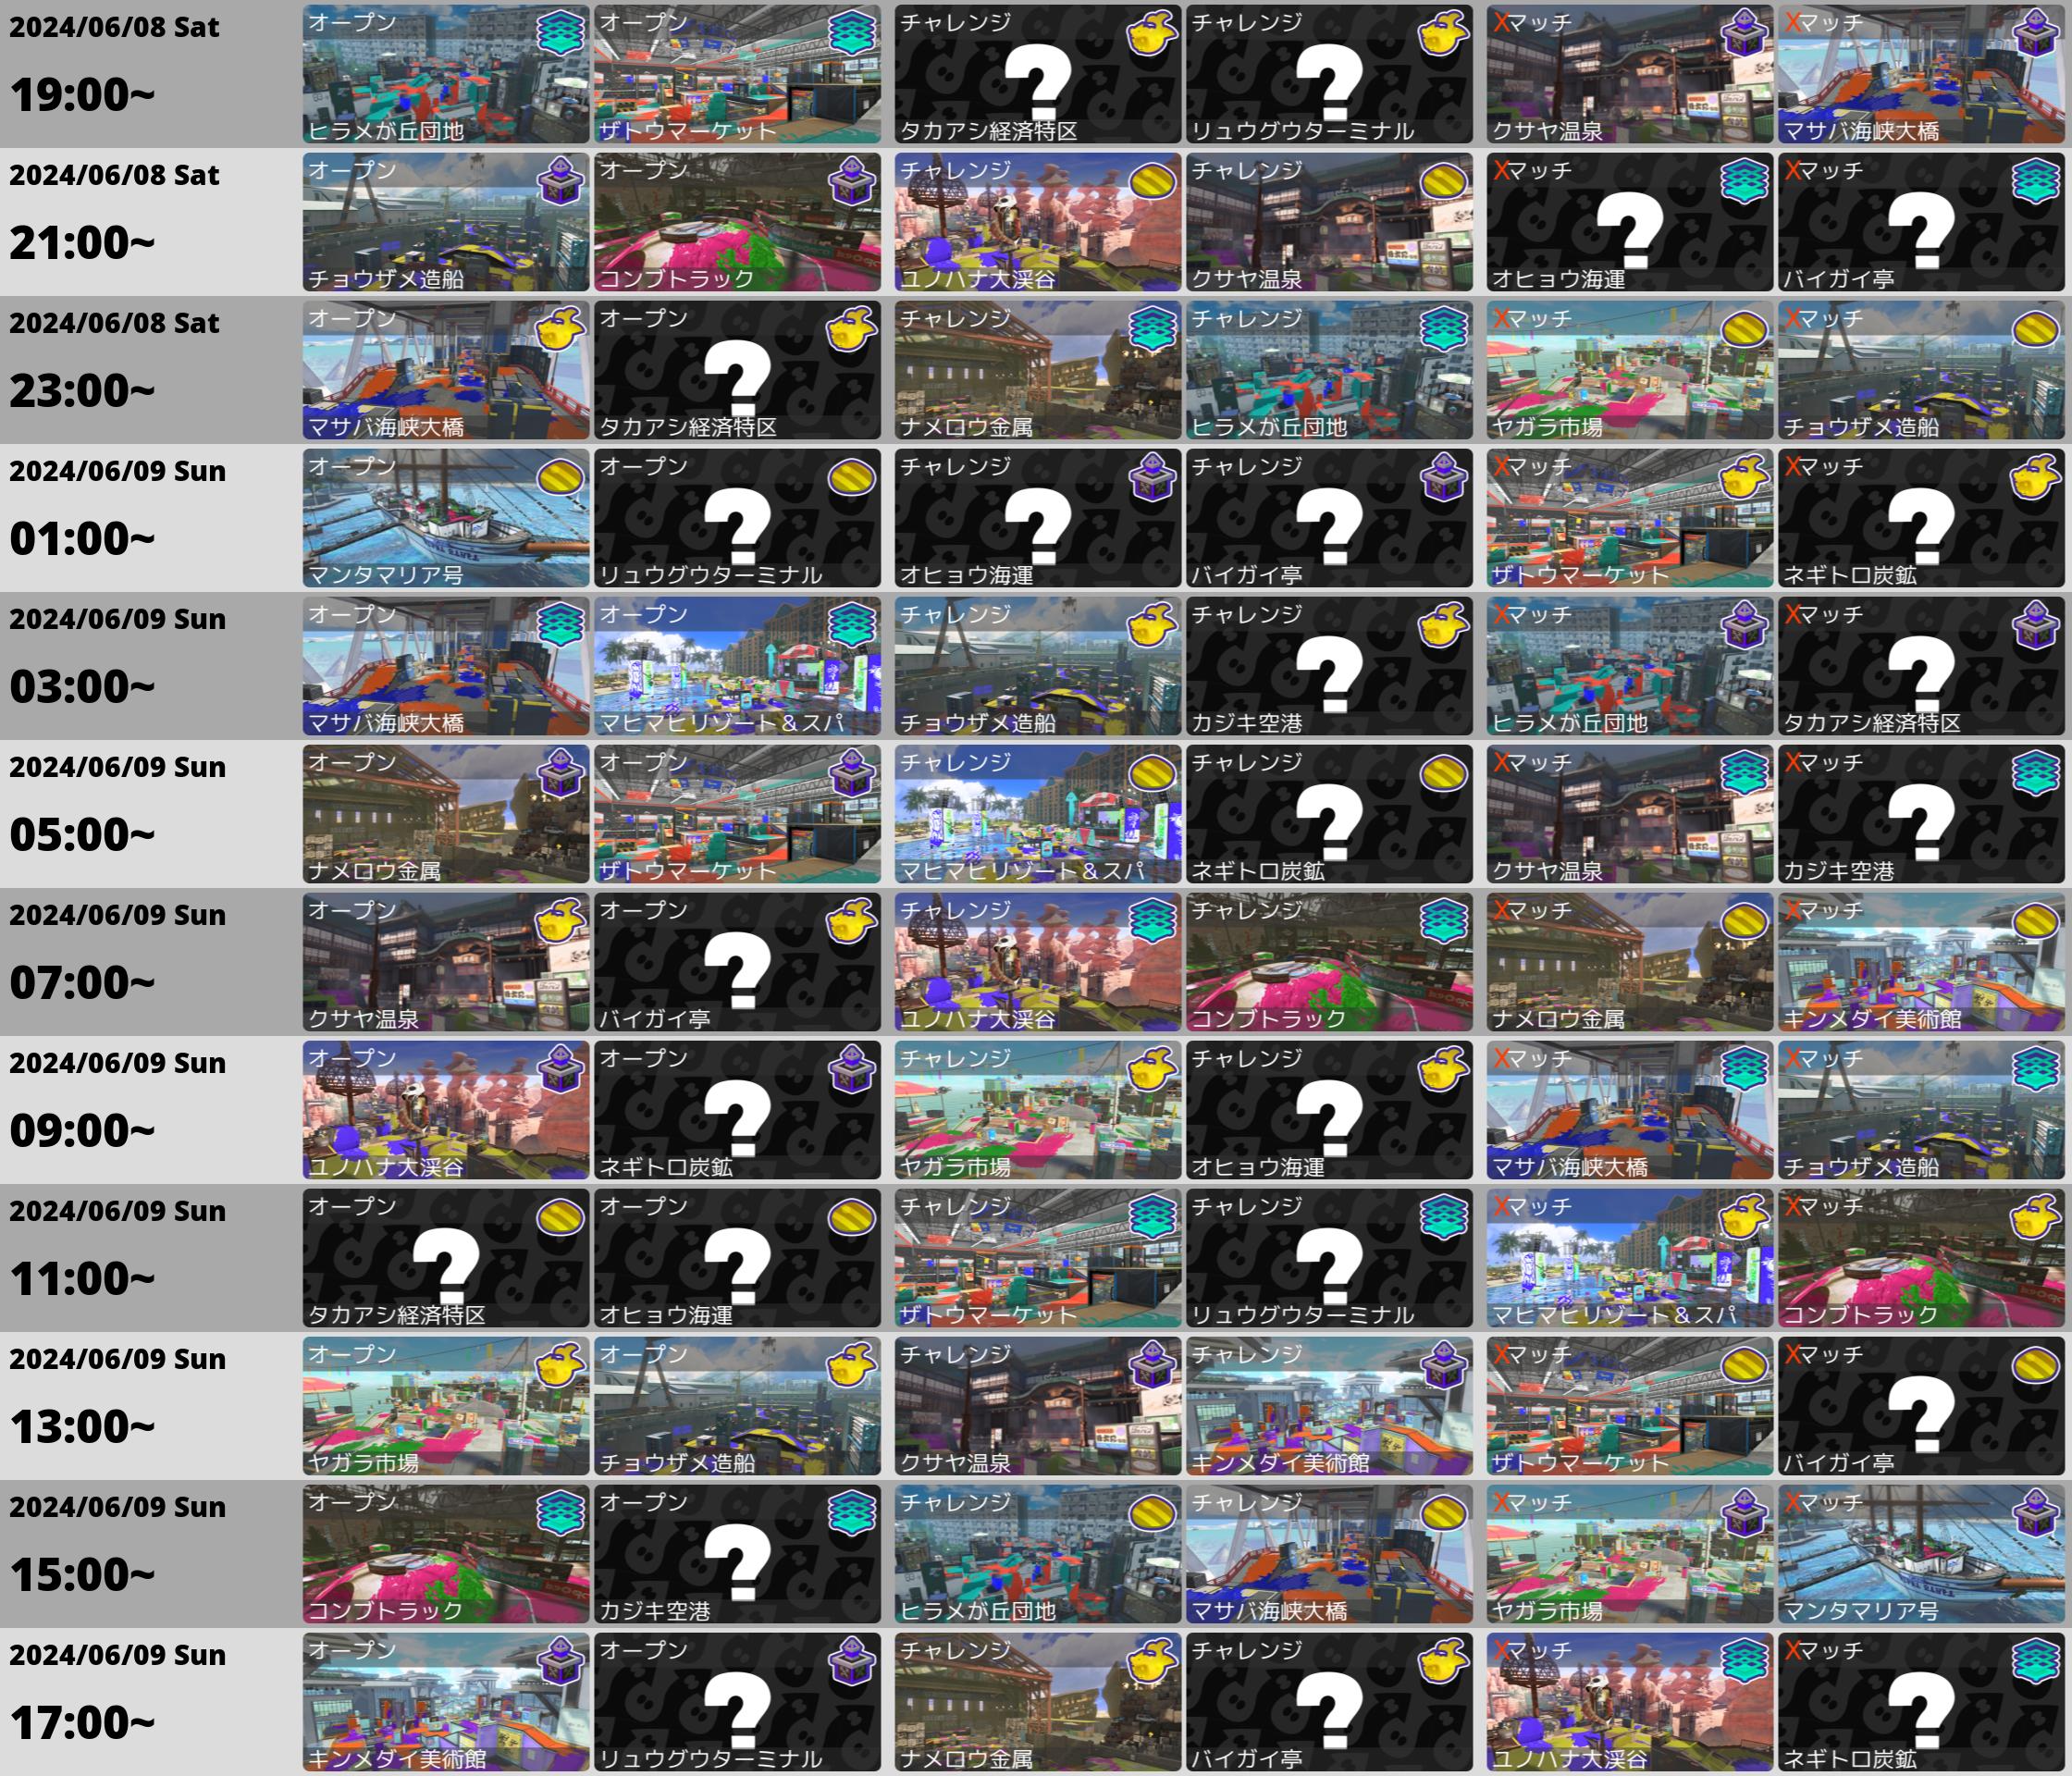 2024/06/08 Sat
19:00~
オープン
ヒラメが丘団地
オープン
ザトウマーケット
チャレンジ
タカアシ経済特区
チャレンジ
リュウグウターミナル
Xマッチ
クサヤ温泉
Xマッチ
マサバ海峡大橋
2024/06/08 Sat
21:00~
オープン
チョウザメ造船
オープン
コンブトラック
チャレンジ
ユノハナ大渓谷
チャレンジ
クサヤ温泉
Xマッチ
オヒョウ海運
Xマッチ
バイガイ亭
2024/06/08 Sat
23:00~
オープン
マサバ海峡大橋
オープン
タカアシ経済特区
チャレンジ
ナメロウ金属
チャレンジ
ヒラメが丘団地
Xマッチ
ヤガラ市場
Xマッチ
チョウザメ造船
2024/06/09 Sun
01:00~
オープン
マンタマリア号
オープン
リュウグウターミナル
チャレンジ
オヒョウ海運
チャレンジ
バイガイ亭
Xマッチ
ザトウマーケット
Xマッチ
ネギトロ炭鉱
2024/06/09 Sun
03:00~
オープン
マサバ海峡大橋
オープン
マヒマヒリゾート＆スパ
チャレンジ
チョウザメ造船
チャレンジ
カジキ空港
Xマッチ
ヒラメが丘団地
Xマッチ
タカアシ経済特区
2024/06/09 Sun
05:00~
オープン
ナメロウ金属
オープン
ザトウマーケット
チャレンジ
マヒマヒリゾート＆スパ
チャレンジ
ネギトロ炭鉱
Xマッチ
クサヤ温泉
Xマッチ
カジキ空港
2024/06/09 Sun
07:00~
オープン
クサヤ温泉
オープン
バイガイ亭
チャレンジ
ユノハナ大渓谷
チャレンジ
コンブトラック
Xマッチ
ナメロウ金属
Xマッチ
キンメダイ美術館
2024/06/09 Sun
09:00~
オープン
ユノハナ大渓谷
オープン
ネギトロ炭鉱
チャレンジ
ヤガラ市場
チャレンジ
オヒョウ海運
Xマッチ
マサバ海峡大橋
Xマッチ
チョウザメ造船
2024/06/09 Sun
11:00~
オープン
タカアシ経済特区
オープン
オヒョウ海運
チャレンジ
ザトウマーケット
チャレンジ
リュウグウターミナル
Xマッチ
マヒマヒリゾート＆スパ
Xマッチ
コンブトラック
2024/06/09 Sun
13:00~
オープン
ヤガラ市場
オープン
チョウザメ造船
チャレンジ
クサヤ温泉
チャレンジ
キンメダイ美術館
Xマッチ
ザトウマーケット
Xマッチ
バイガイ亭
2024/06/09 Sun
15:00~
オープン
コンブトラック
オープン
カジキ空港
チャレンジ
ヒラメが丘団地
チャレンジ
マサバ海峡大橋
Xマッチ
ヤガラ市場
Xマッチ
マンタマリア号
2024/06/09 Sun
17:00~
オープン
キンメダイ美術館
オープン
リュウグウターミナル
チャレンジ
ナメロウ金属
チャレンジ
バイガイ亭
Xマッチ
ユノハナ大渓谷
Xマッチ
ネギトロ炭鉱